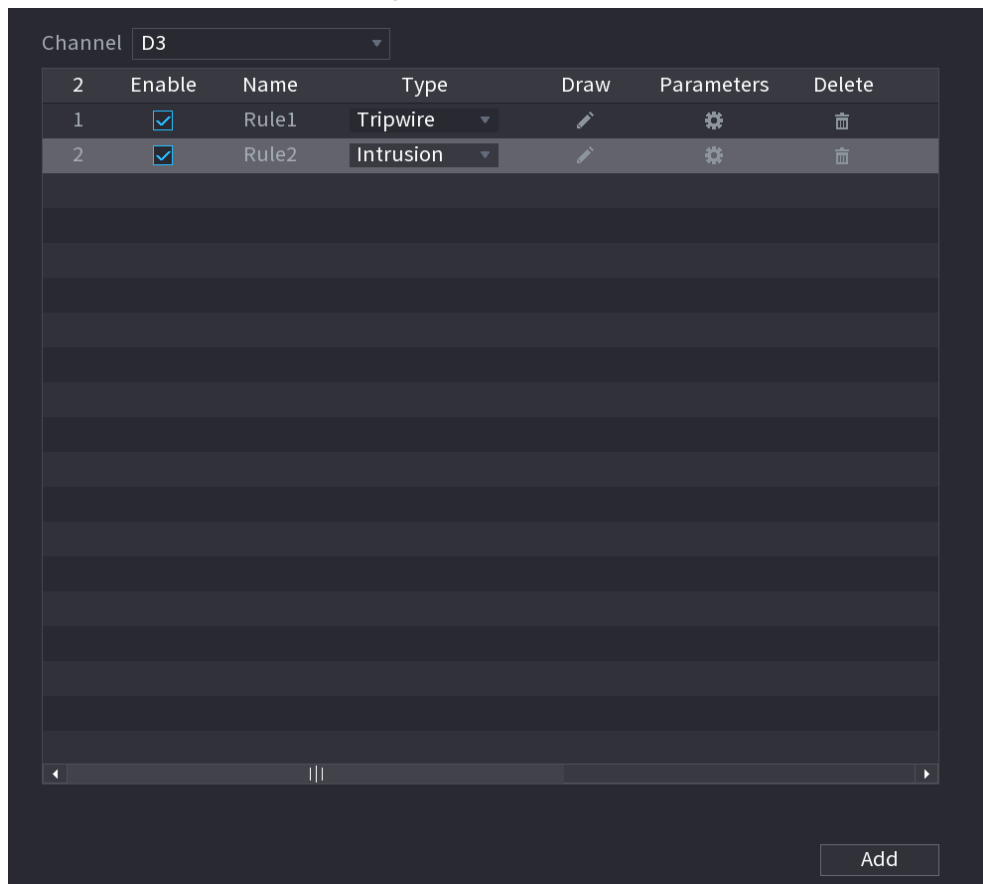 Channel D3
2 Enable Name Type Draw Parameters Delete
1 Rule1 Tripwire
2 Rule2 Intrusion
Add